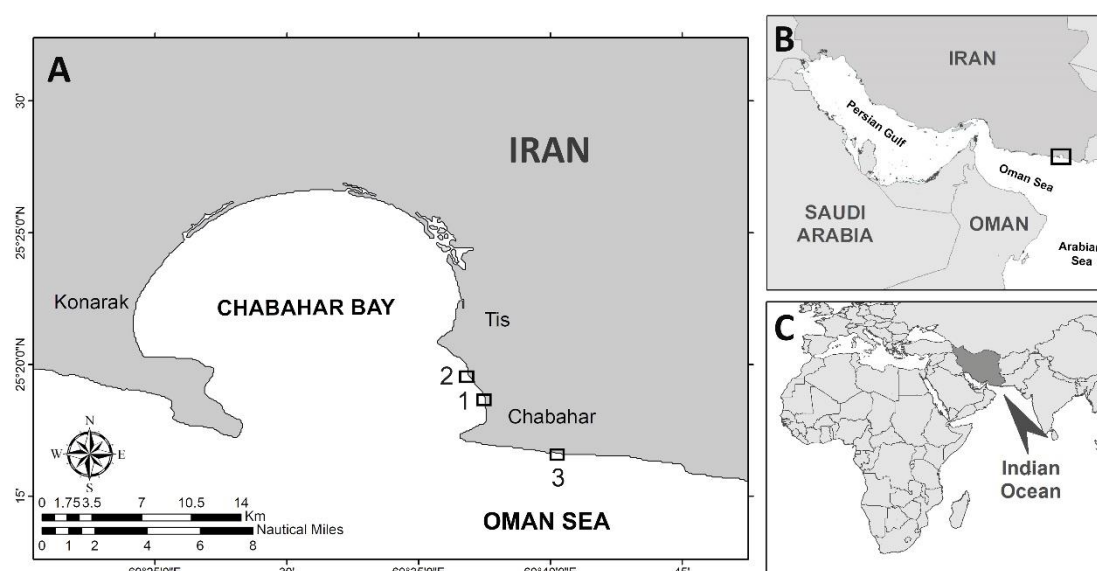 A
IRAN
30'
25°25'0"N
25°20'0"N
15'
Konarak
CHABAHAR BAY
Tis
2
1
Chabahar
3
OMAN SEA
N
W
E
S
0 1.75 3.5 7 10.5 14
Km
Nautical Miles
0 1 2 4 6 8
30'
45'
B
IRAN
Persian Gulf
Oman Sea
SAUDI
ARABIA
OMAN
Arabian
Sea
C
Indian
Ocean